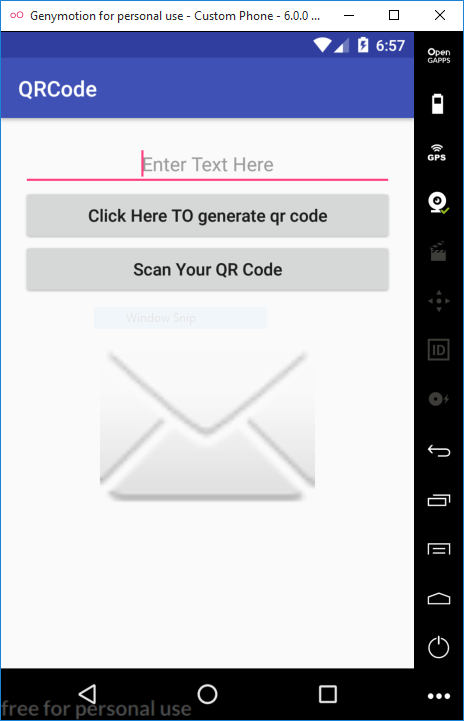 Genymotion for personal use - Custom Phone - 6.0.0 ...
6:57
Open
GAPPS
QRCode
GPS
Enter Text Here
Click Here TO generate qr code
Scan Your QR Code
Window Snip
ID
free for personal use